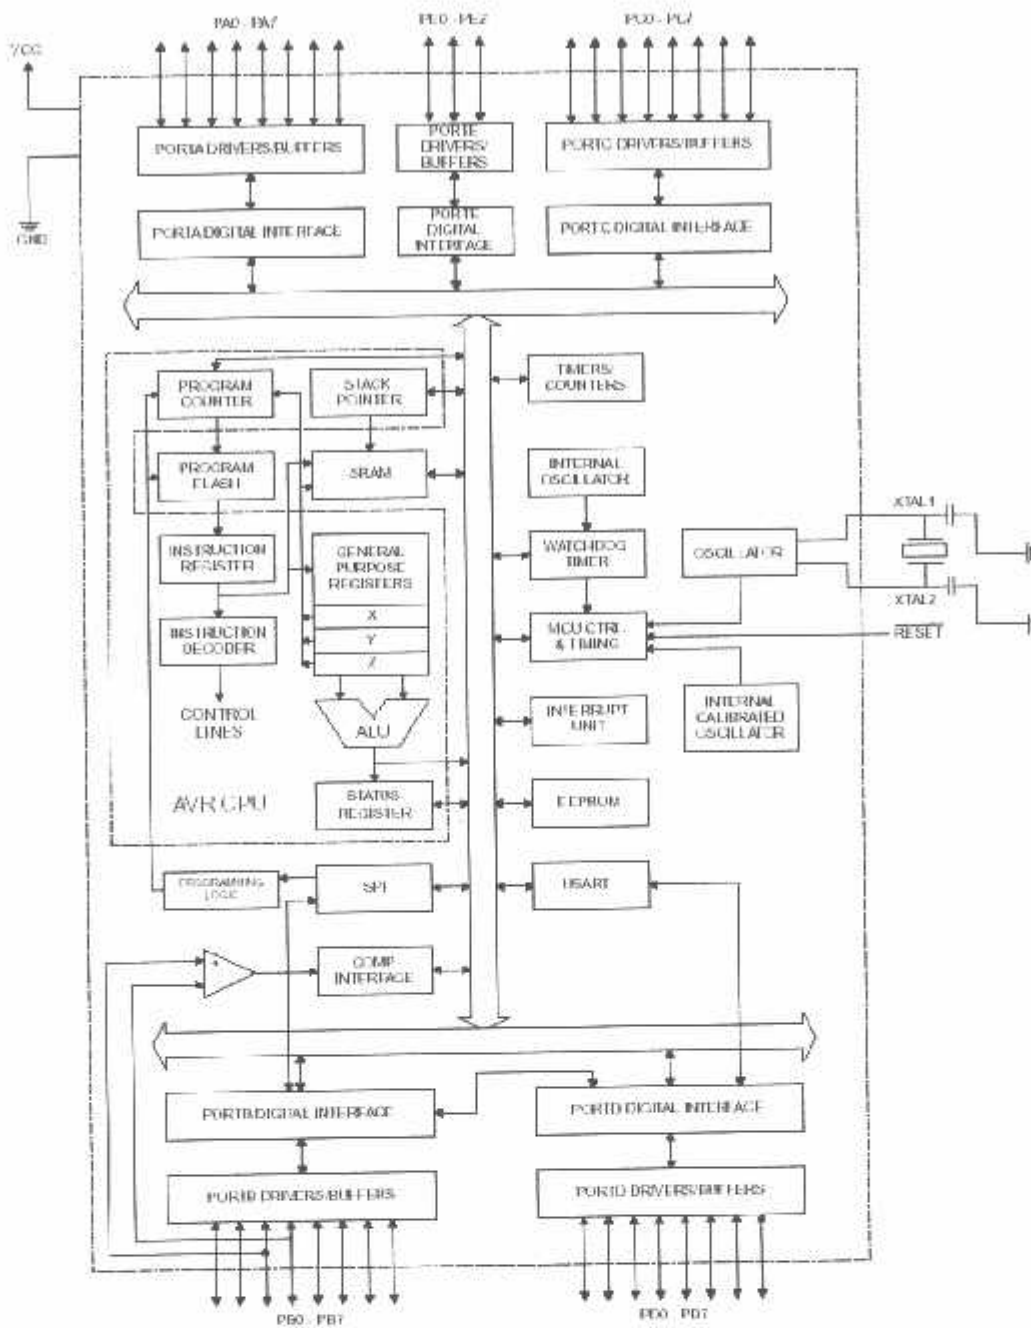 PA0 - PA7
PE0 - PE2
PC0 - PC7
VCC
PORTA DRIVERS/BUFFERS
PORTE
DRIVERS/
BUFFERS
PORTC DRIVERS/BUFFERS
GND
PORTA DIGITAL INTERFACE
PORTE
DIGITAL
INTERFACE
PORTC DIGITAL INTERFACE
PROGRAM
COUNTER
STACK
POINTER
TIMERS/
COUNTERS
PROGRAM
FLASH
SRAM
INTERNAL
OSCILLATOR
XTAL1
INSTRUCTION
REGISTER
GENERAL
PURPOSE
REGISTERS
WATCHDOG
TIMER
OSCILLATOR
XTAL2
X
INSTRUCTION
DECODER
Y
MCU CTRL.
& TIMING
RESET
Z
CONTROL
LINES
ALU
INTERRUPT
UNIT
INTERNAL
CALIBRATED
OSCILLATOR
AVR CPU
STATUS
REGISTER
EEPROM
PROGRAMMING
LOGIC
SPI
USART
+
-
COMP.
INTERFACE
PORTB DIGITAL INTERFACE
PORTD DIGITAL INTERFACE
PORTB DRIVERS/BUFFERS
PORTD DRIVERS/BUFFERS
PB0 - PB7
PD0 - PD7